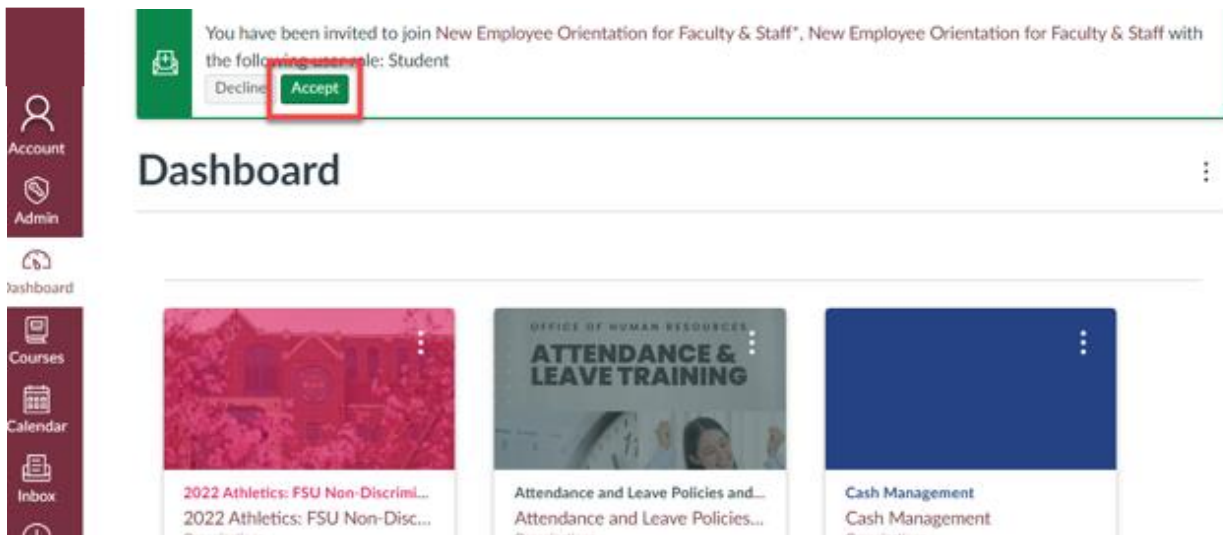 You have been invited to join New Employee Orientation for Faculty & Staff*, New Employee Orientation for Faculty & Staff with
the following user role: Student
Decline Accept
Account
Admin
Dashboard
Courses
Calendar
Inbox
Dashboard
OFFICE OF HUMAN RESOURCES
ATTENDANCE &
LEAVE TRAINING
2022 Athletics: FSU Non-Discrimi...
2022 Athletics: FSU Non-Disc...
Attendance and Leave Policies and...
Attendance and Leave Policies...
Cash Management
Cash Management